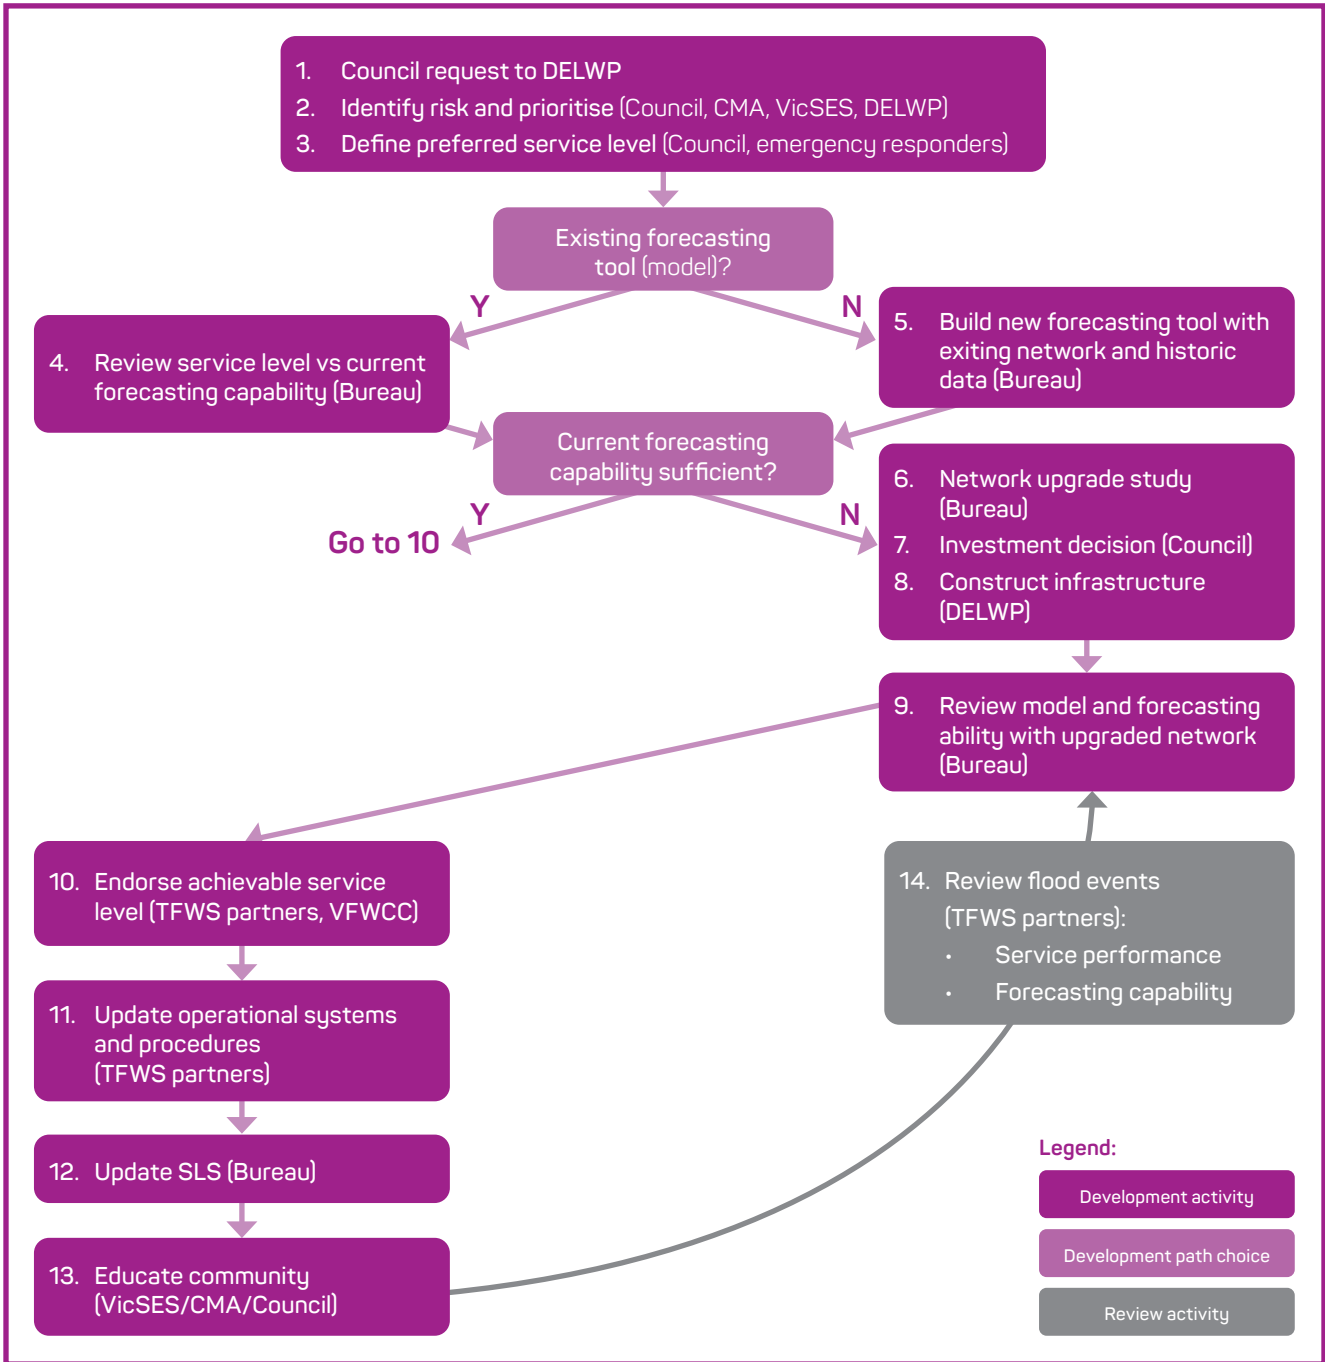 1. Council request to DELWP
2. Identify risk and prioritise (Council, CMA, VicSES, DELWP)
3. Define preferred service level (Council, emergency responders)
Existing forecasting
tool (model)?
Y
N
4. Review service level vs current
forecasting capability (Bureau)
5. Build new forecasting tool with
exiting network and historic
data (Bureau)
Current forecasting
capability sufficient?
Y
N
Go to 10
6. Network upgrade study
(Bureau)
7. Investment decision (Council)
8. Construct infrastructure
(DELWP)
9. Review model and forecasting
ability with upgraded network
(Bureau)
10. Endorse achievable service
level (TFWS partners, VFWCC)
11. Update operational systems
and procedures
(TFWS partners)
12. Update SLS (Bureau)
13. Educate community
(VicSES/CMA/Council)
14. Review flood events
(TFWS partners):
• Service performance
• Forecasting capability
Legend:
Development activity
Development path choice
Review activity